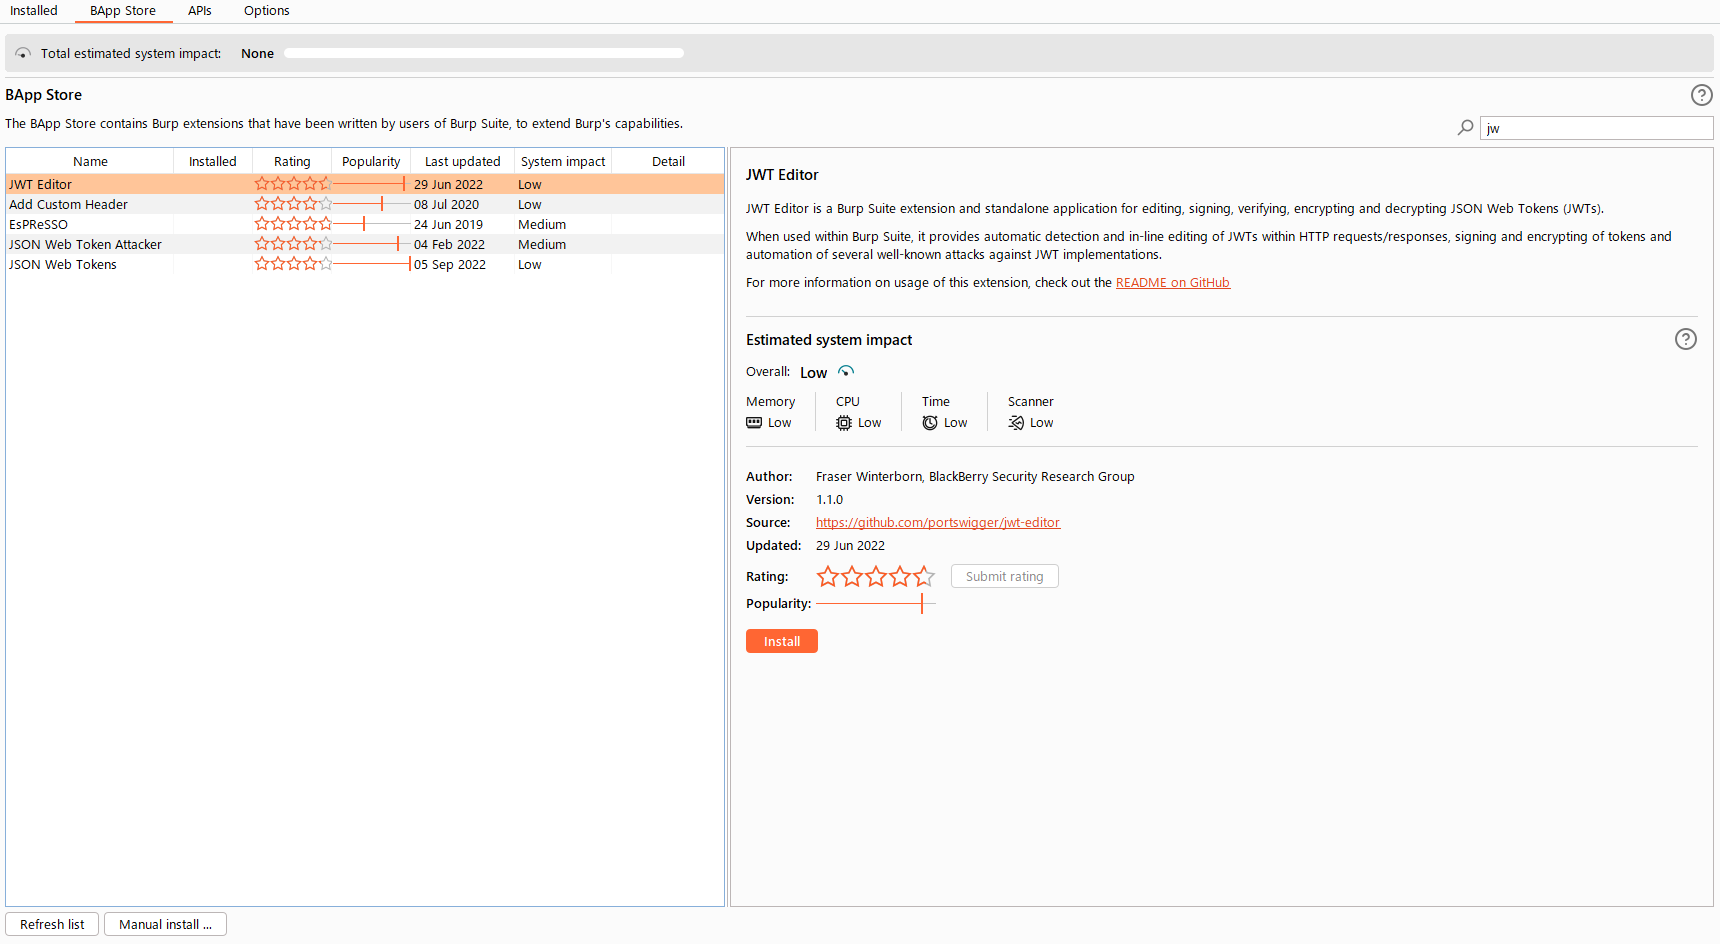 Installed BApp Store APIs Options
Total estimated system impact: None
BApp Store
The BApp Store contains Burp extensions that have been written by users of Burp Suite, to extend Burp's capabilities.
jw
Name Installed Rating Popularity Last updated System impact Detail
JWT Editor 29 Jun 2022 Low
Add Custom Header 08 Jul 2020 Low
EsPReSSO 24 Jun 2019 Medium
JSON Web Token Attacker 04 Feb 2022 Medium
JSON Web Tokens 05 Sep 2022 Low
JWT Editor
JWT Editor is a Burp Suite extension and standalone application for editing, signing, verifying, encrypting and decrypting JSON Web Tokens (JWTs).
When used within Burp Suite, it provides automatic detection and in-line editing of JWTs within HTTP requests/responses, signing and encrypting of tokens and
automation of several well-known attacks against JWT implementations.
For more information on usage of this extension, check out the README on GitHub
Estimated system impact
Overall: Low
Memory CPU Time Scanner
Low Low Low Low
Author: Fraser Winterborn, BlackBerry Security Research Group
Version: 1.1.0
Source: https://github.com/portswigger/jwt-editor
Updated: 29 Jun 2022
Rating: Submit rating
Popularity:
Install
Refresh list Manual install ...